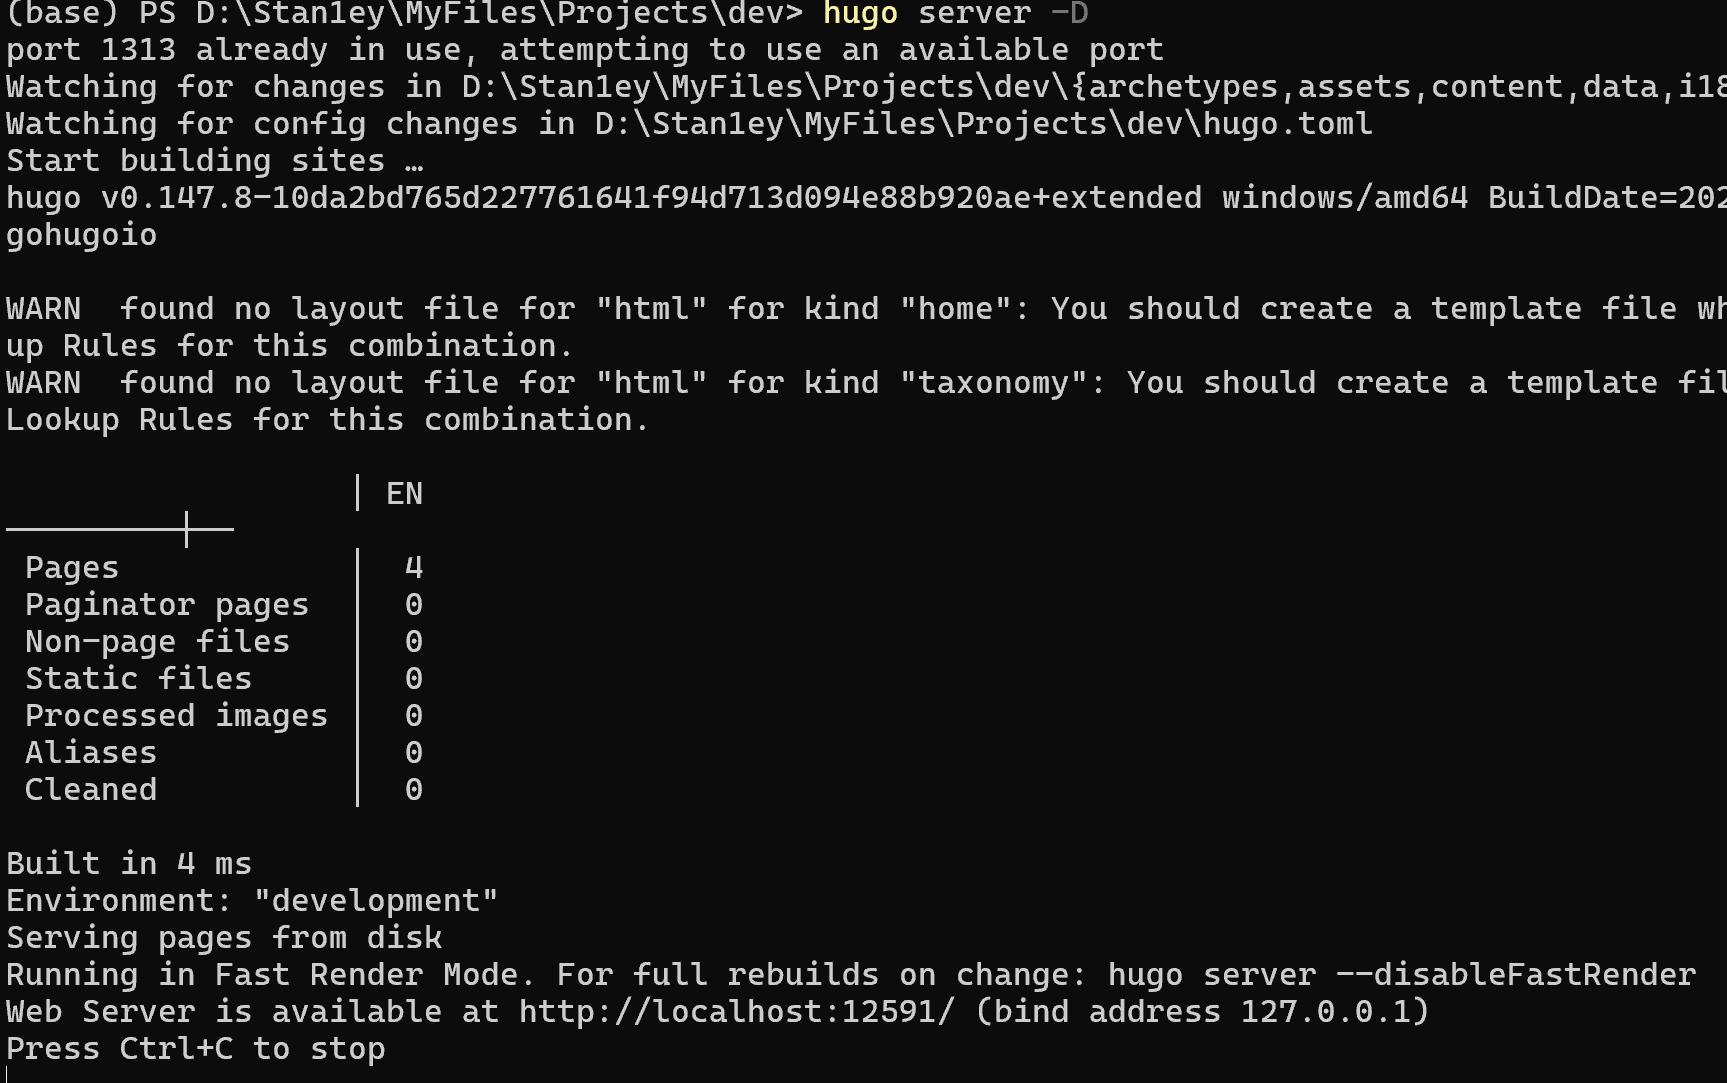 (base) PS D:\Stan1ey\MyFiles\Projects\dev> hugo server -D
port 1313 already in use, attempting to use an available port
Watching for changes in D:\Stan1ey\MyFiles\Projects\dev\{archetypes,assets,content,data,i18
Watching for config changes in D:\Stan1ey\MyFiles\Projects\dev\hugo.toml
Start building sites …
hugo v0.147.8-10da2bd765d227761641f94d713d094e88b920ae+extended windows/amd64 BuildDate=202
gohugoio
WARN  found no layout file for "html" for kind "home": You should create a template file wh
up Rules for this combination.
WARN  found no layout file for "html" for kind "taxonomy": You should create a template fil
Lookup Rules for this combination.
│ EN
Pages │ 4
Paginator pages │ 0
Non-page files │ 0
Static files │ 0
Processed images │ 0
Aliases │ 0
Cleaned │ 0
Built in 4 ms
Environment: "development"
Serving pages from disk
Running in Fast Render Mode. For full rebuilds on change: hugo server --disableFastRender
Web Server is available at http://localhost:12591/ (bind address 127.0.0.1)
Press Ctrl+C to stop